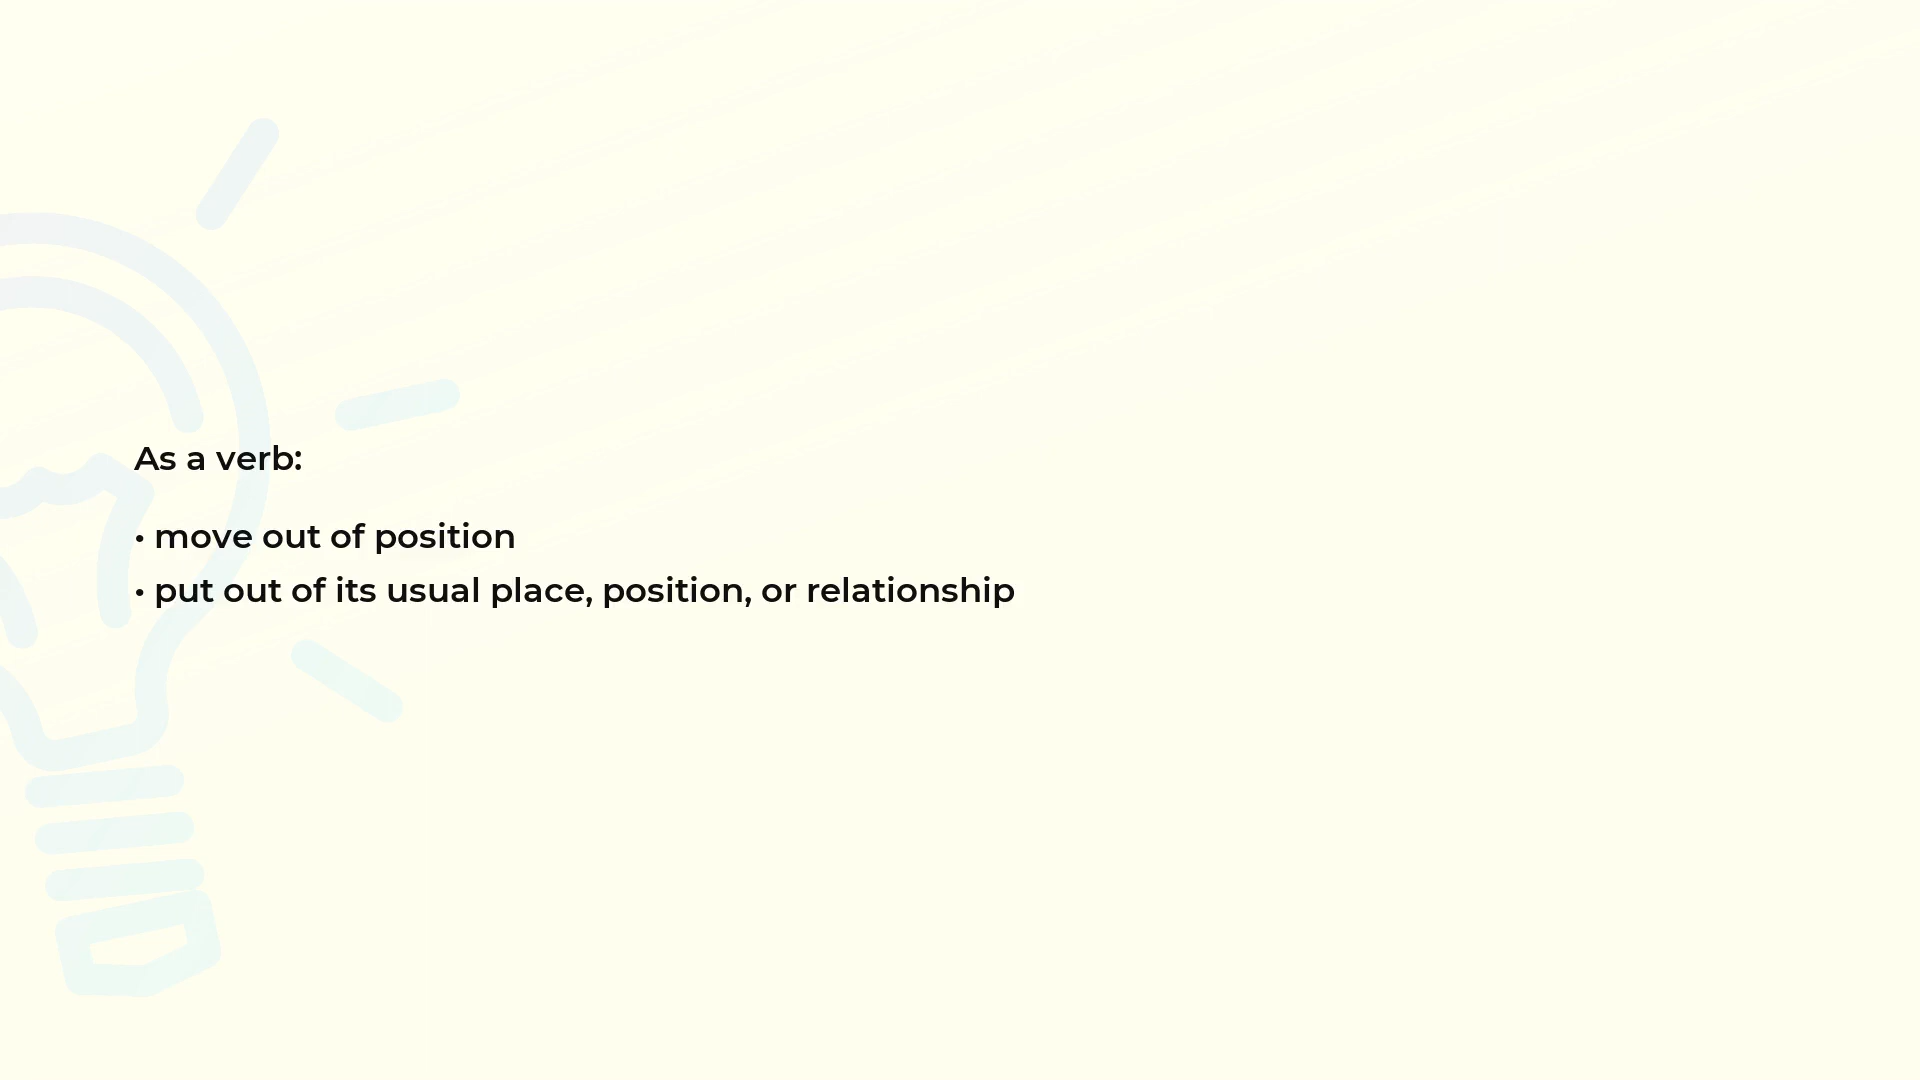 As a verb:
• move out of position
• put out of its usual place, position, or relationship